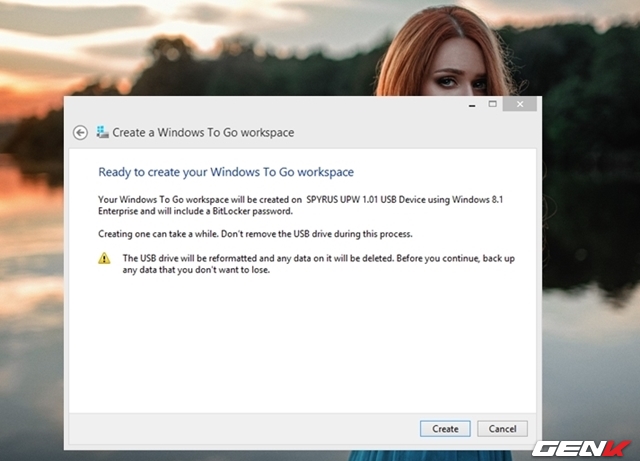 Create a Windows To Go workspace
Ready to create your Windows To Go workspace
Your Windows To Go workspace will be created on  SPYRUS UPW 1.01 USB Device using Windows 8.1
Enterprise and will include a BitLocker password.
Creating one can take a while. Don't remove the USB drive during this process.
The USB drive will be reformatted and any data on it will be deleted. Before you continue, back up
any data that you don't want to lose.
Create Cancel
GENK